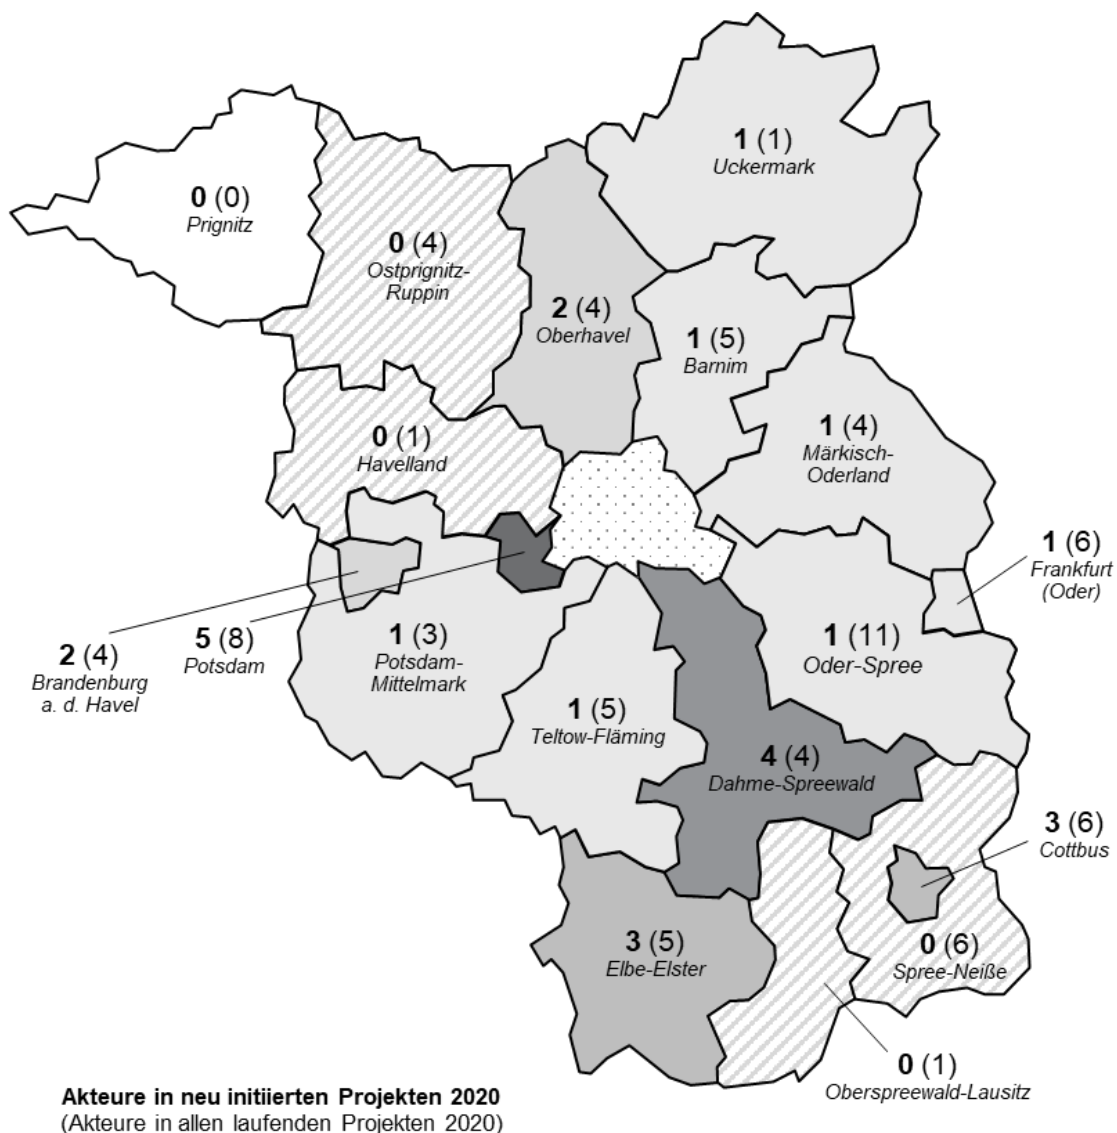 1 (1)
Uckermark
0 (0)
Prignitz
0 (4)
Ostprignitz-
Ruppin
2 (4)
Oberhavel
1 (5)
Barnim
0 (1)
Havelland
1 (4)
Märkisch-
Oderland
1 (6)
Frankfurt
(Oder)
2 (4)
Brandenburg
a. d. Havel
5 (8)
Potsdam
1 (3)
Potsdam-
Mittelmark
1 (11)
Oder-Spree
1 (5)
Teltow-Fläming
4 (4)
Dahme-Spreewald
3 (6)
Cottbus
3 (5)
Elbe-Elster
0 (6)
Spree-Neiße
0 (1)
Oberspreewald-Lausitz
Akteure in neu initiierten Projekten 2020
(Akteure in allen laufenden Projekten 2020)